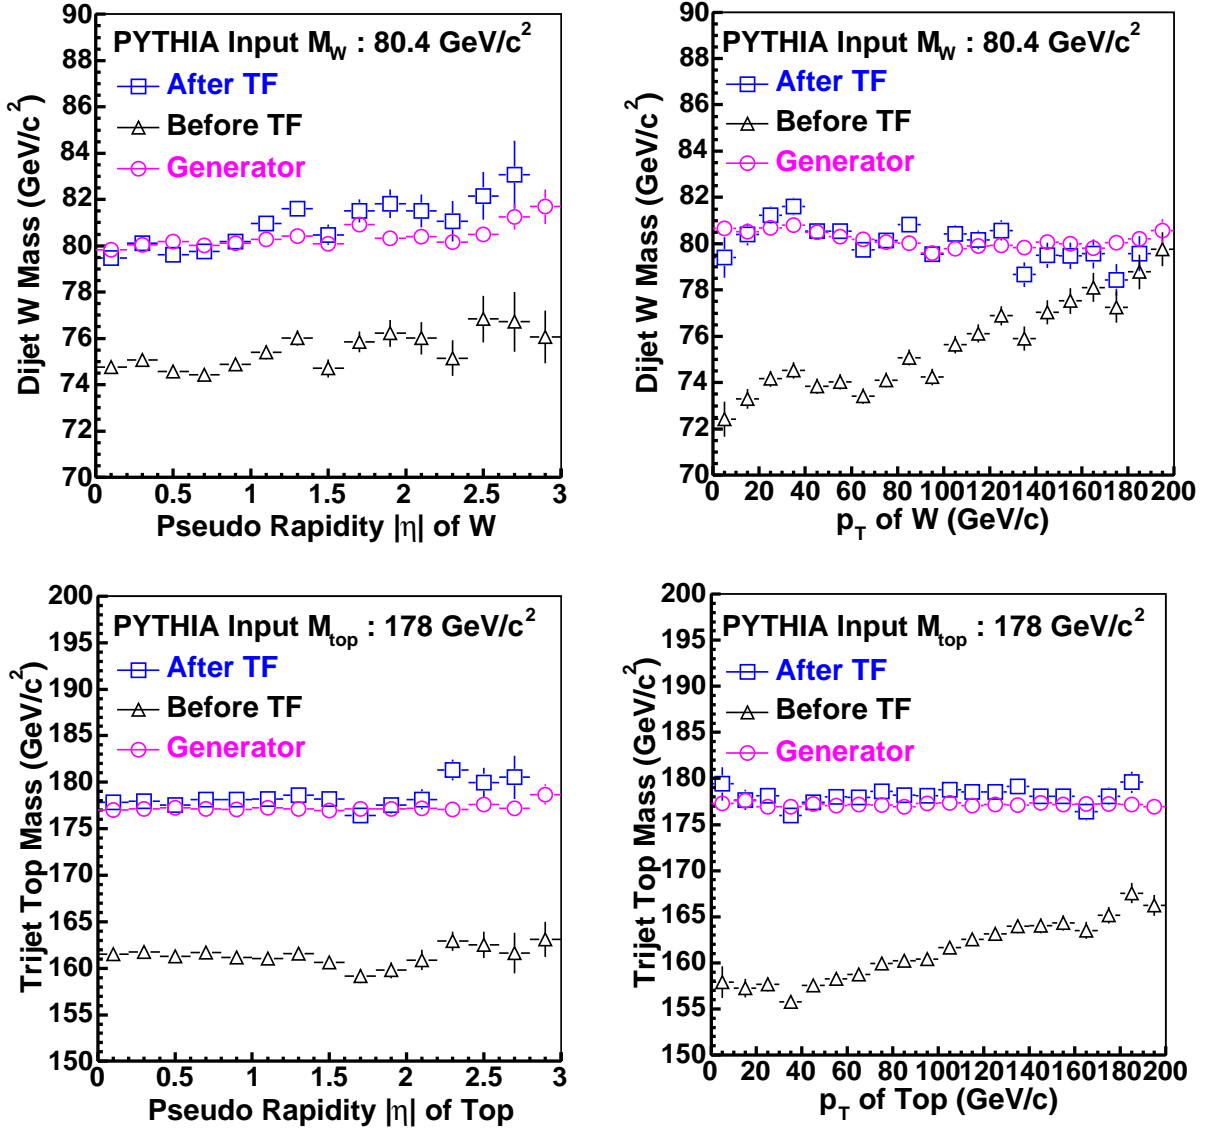 90
88
86
84
82
80
78
76
74
72
70
Dijet W Mass (GeV/c²)
PYTHIA Input M_W : 80.4 GeV/c²
After TF
Before TF
Generator
0 0.5 1 1.5 2 2.5 3
Pseudo Rapidity |η| of W
90
88
86
84
82
80
78
76
74
72
70
Dijet W Mass (GeV/c²)
PYTHIA Input M_W : 80.4 GeV/c²
After TF
Before TF
Generator
0 20 40 60 80 100 120 140 160 180 200
p_T of W (GeV/c)
200
195
190
185
180
175
170
165
160
155
150
Trijet Top Mass (GeV/c²)
PYTHIA Input M_top : 178 GeV/c²
After TF
Before TF
Generator
0 0.5 1 1.5 2 2.5 3
Pseudo Rapidity |η| of Top
200
195
190
185
180
175
170
165
160
155
150
Trijet Top Mass (GeV/c²)
PYTHIA Input M_top : 178 GeV/c²
After TF
Before TF
Generator
0 20 40 60 80 100 120 140 160 180 200
p_T of Top (GeV/c)